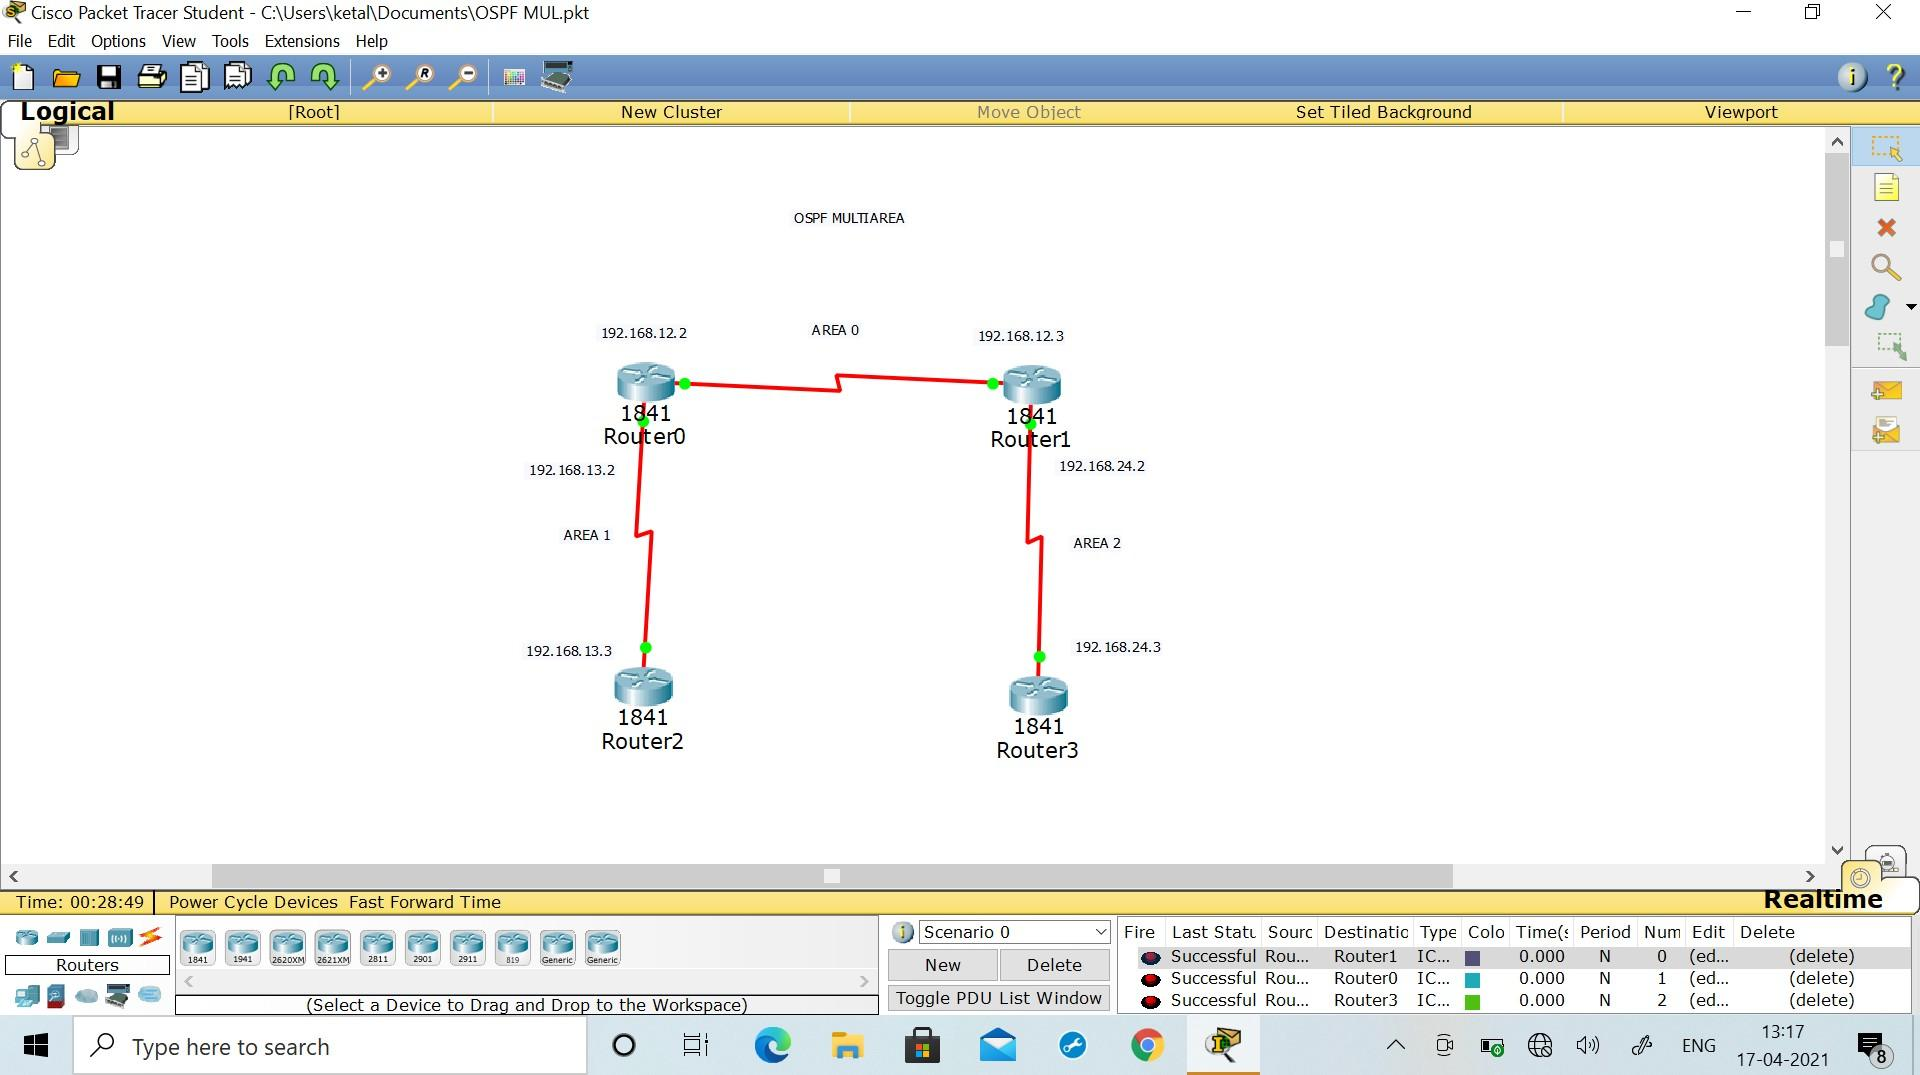 Cisco Packet Tracer Student - C:\Users\ketal\Documents\OSPF MUL.pkt
File Edit Options View Tools Extensions Help
i ?
Logical [Root] New Cluster Move Object Set Tiled Background Viewport
OSPF MULTIAREA
192.168.12.2 AREA 0 192.168.12.3
1841
Router0
1841
Router1
192.168.13.2 192.168.24.2
AREA 1 AREA 2
192.168.13.3 192.168.24.3
1841
Router2
1841
Router3
Time: 00:28:49 Power Cycle Devices Fast Forward Time Realtime
Routers
1841 1941 2620XM 2621XM 2811 2901 2911 819 Generic Generic
(Select a Device to Drag and Drop to the Workspace)
i Scenario 0
New Delete
Toggle PDU List Window
Fire Last Statu Sourc Destinatic Type Colo Time(s Period Num Edit Delete
Successful Rou... Router1 IC... 0.000 N 0 (ed... (delete)
Successful Rou... Router0 IC... 0.000 N 1 (ed... (delete)
Successful Rou... Router3 IC... 0.000 N 2 (ed... (delete)
Type here to search
ENG
13:17
17-04-2021
8